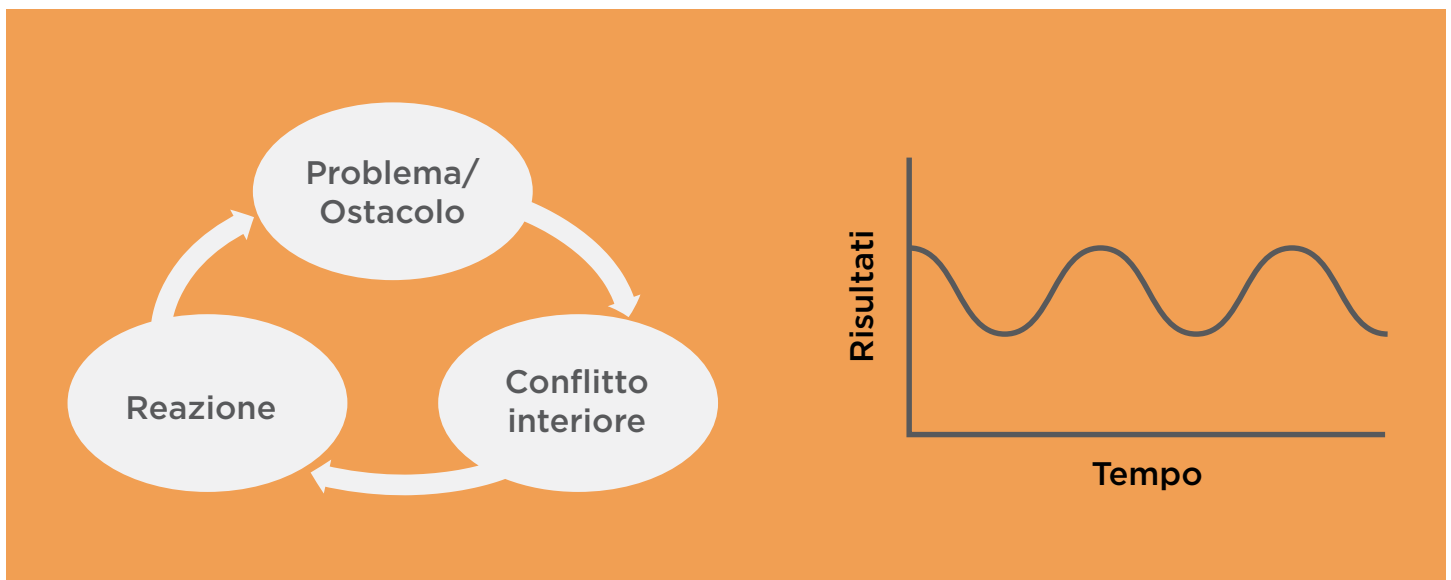 Problema/
Ostacolo
Conflitto
interiore
Reazione
Risultati
Tempo